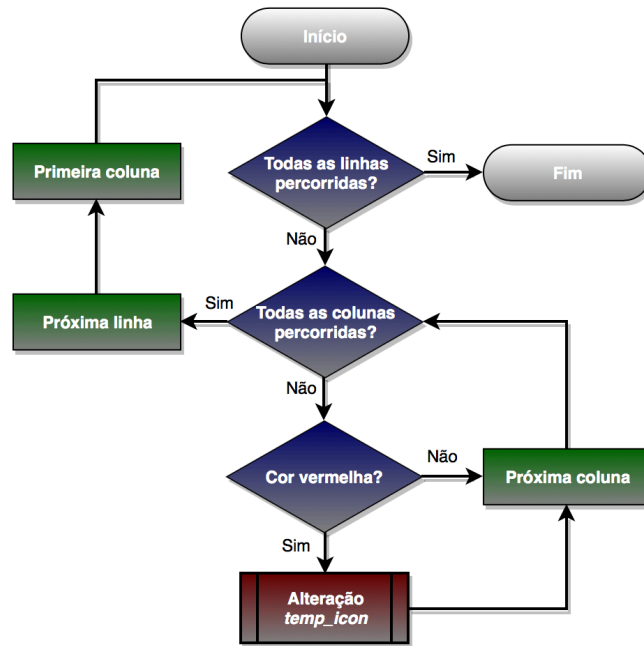 Início
Todas as linhas
percorridas?
Sim
Fim
Primeira coluna
Não
Todas as colunas
percorridas?
Sim
Próxima linha
Não
Cor vermelha?
Não
Próxima coluna
Sim
Alteração
temp_icon